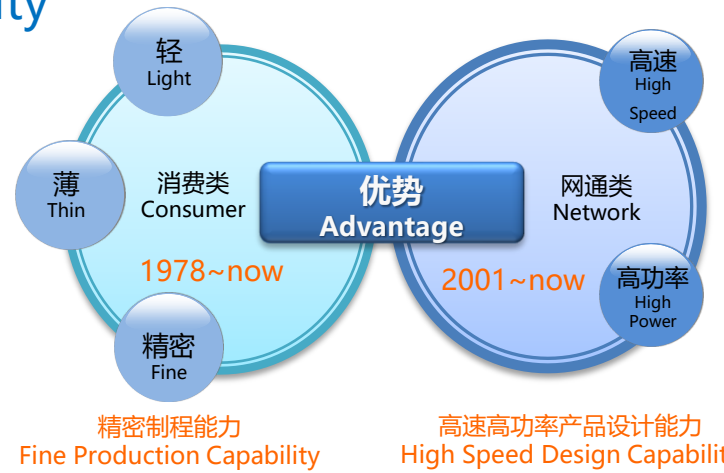 ity
轻
Light
薄
Thin
消费类
Consumer
1978~now
精密
Fine
优势
Advantage
高速
High
Speed
网通类
Network
2001~now
高功率
High
Power
精密制程能力
Fine Production Capability
高速高功率产品设计能力
High Speed Design Capabilit